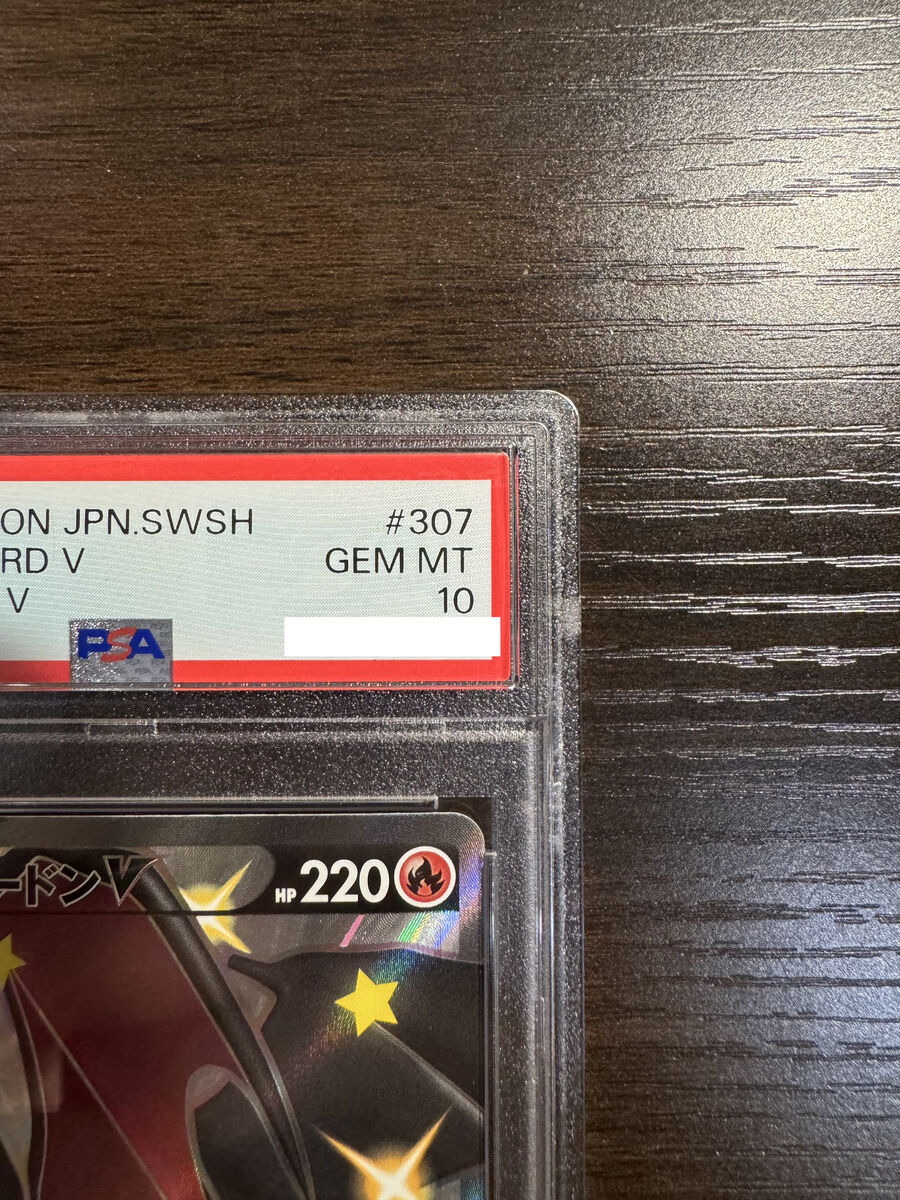 ON JPN.SWSH #307
RD V GEM MT
V 10
PSA
ードンV HP 220